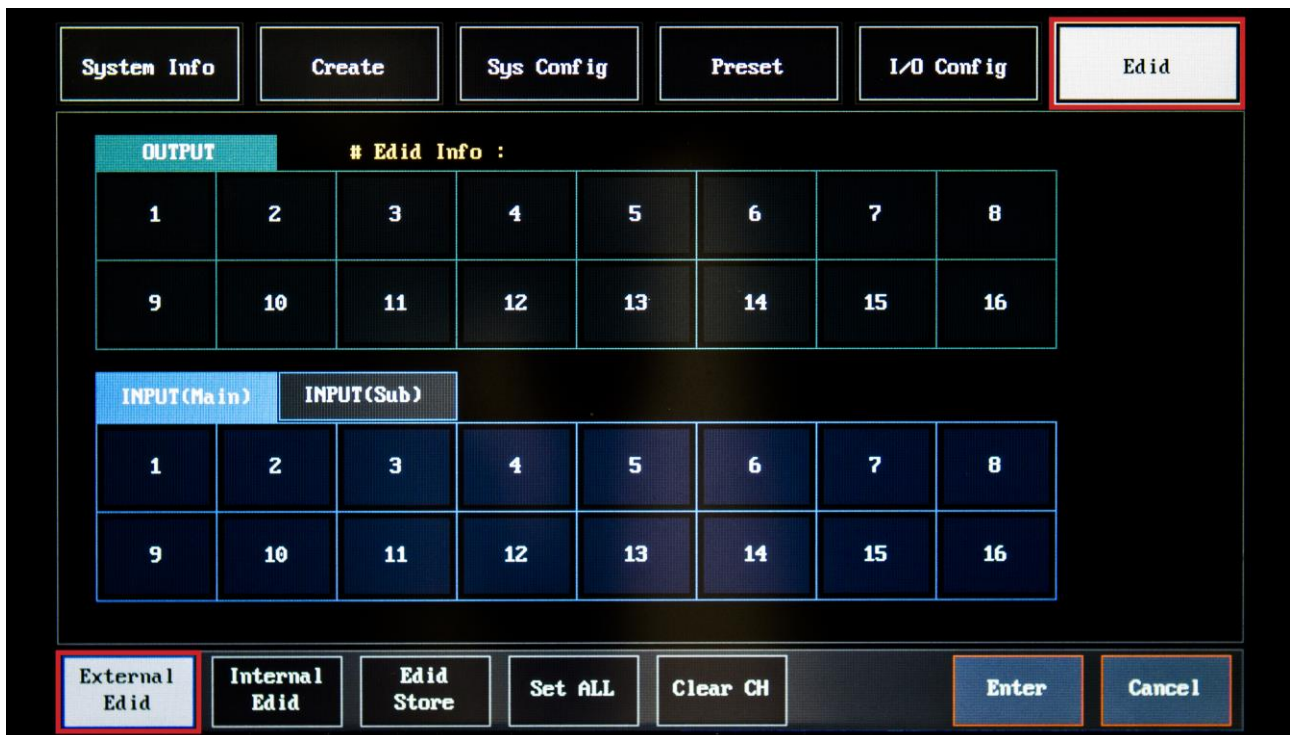 System Info Create Sys Config Preset I/O Config Edid
OUTPUT # Edid Info :
1 2 3 4 5 6 7 8
9 10 11 12 13 14 15 16
INPUT(Main) INPUT(Sub)
1 2 3 4 5 6 7 8
9 10 11 12 13 14 15 16
External Internal Edid Set ALL Clear CH Enter Cancel
Edid Edid Store